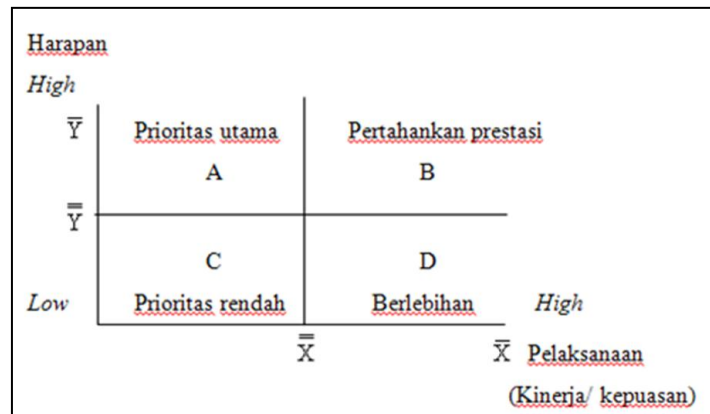 Harapan
High
Y̅ Prioritas utama Pertahankan prestasi
A B
Y̿
C D
Low Prioritas rendah Berlebihan High
X̿ X̅ Pelaksanaan
(Kinerja/ kepuasan)